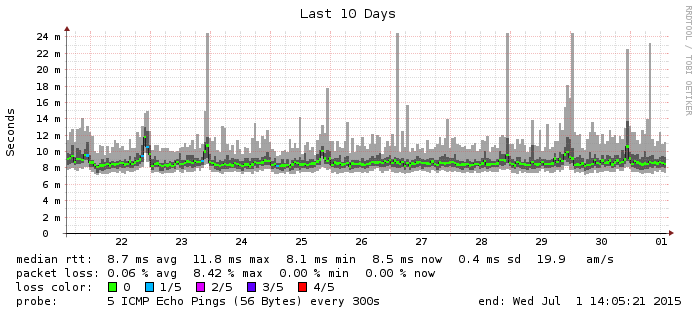 Last 10 Days
RRDTOOL / TOBI OETIKER
Seconds
24 m
22 m
20 m
18 m
16 m
14 m
12 m
10 m
8 m
6 m
4 m
2 m
0
22 23 24 25 26 27 28 29 30 01
median rtt: 8.7 ms avg 11.8 ms max 8.1 ms min 8.5 ms now 0.4 ms sd 19.9 am/s
packet loss: 0.06 % avg 8.42 % max 0.00 % min 0.00 % now
loss color: 0 1/5 2/5 3/5 4/5
probe: 5 ICMP Echo Pings (56 Bytes) every 300s end: Wed Jul 1 14:05:21 2015